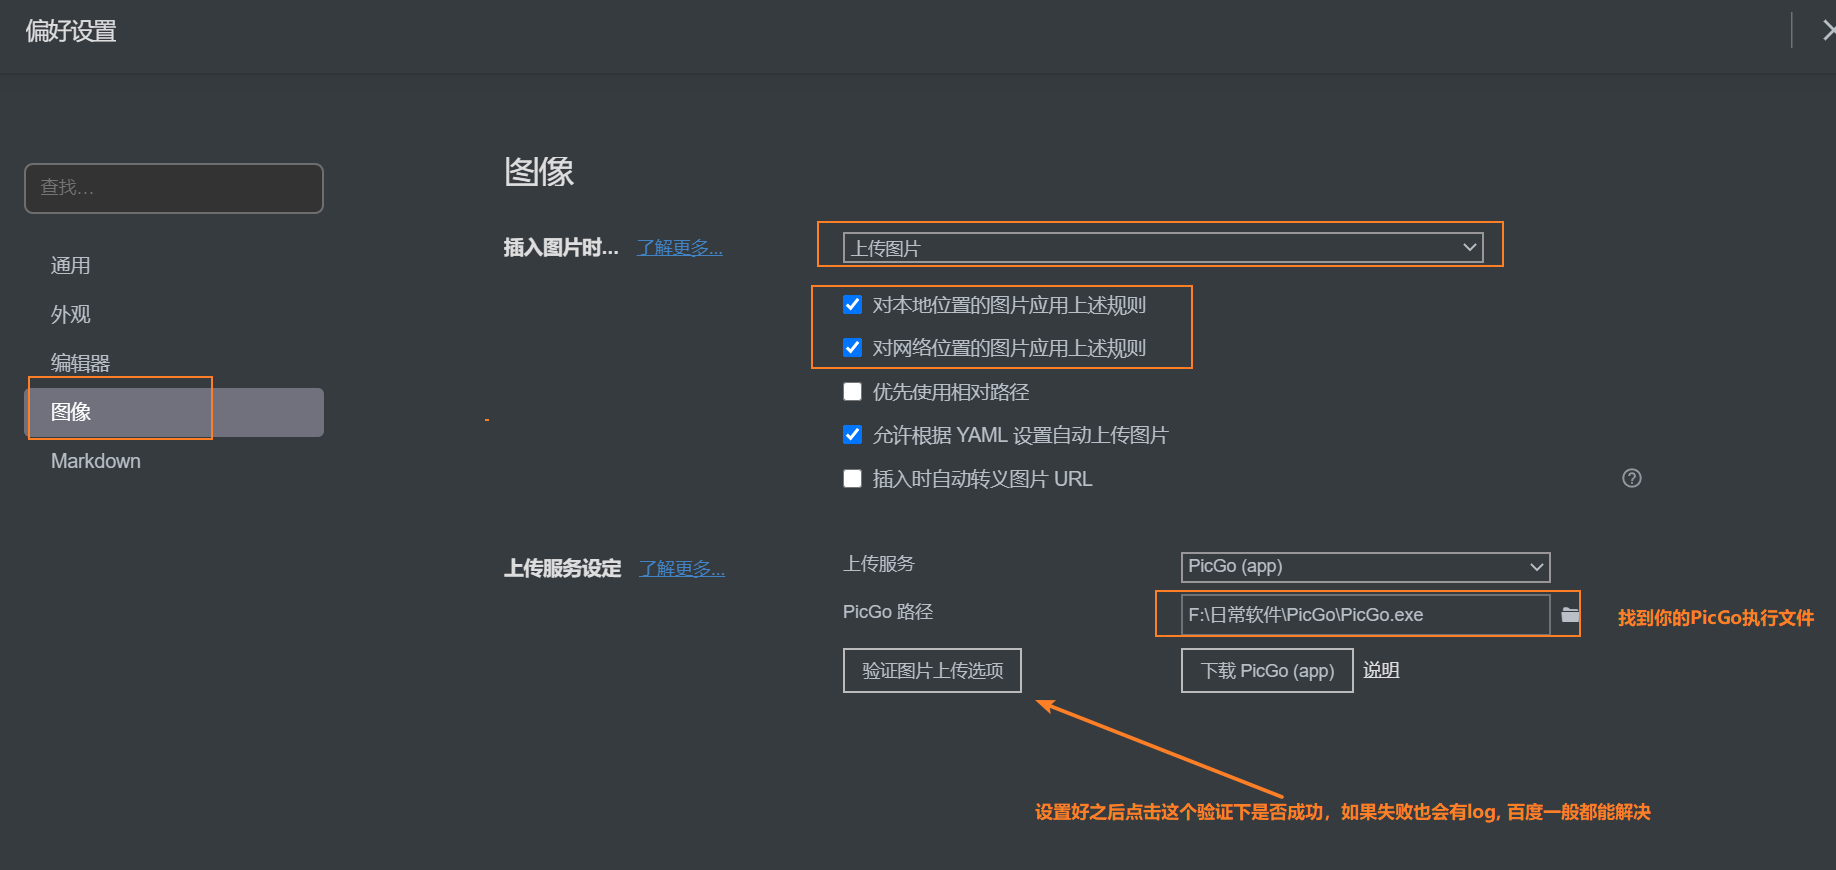 偏好设置
查找...
通用
外观
编辑器
图像
Markdown
图像
插入图片时... 了解更多...
上传图片
对本地位置的图片应用上述规则
对网络位置的图片应用上述规则
优先使用相对路径
允许根据 YAML 设置自动上传图片
插入时自动转义图片 URL
上传服务设定 了解更多...
上传服务 PicGo (app)
PicGo 路径 F:\日常软件\PicGo\PicGo.exe 找到你的PicGo执行文件
验证图片上传选项 下载 PicGo (app) 说明
设置好之后点击这个验证下是否成功，如果失败也会有log, 百度一般都能解决